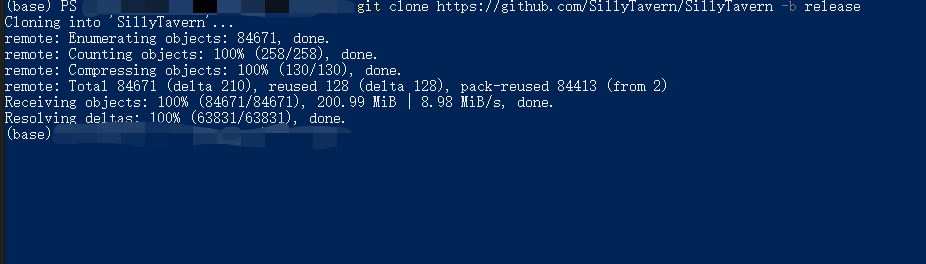 (base) PS git clone https://github.com/SillyTavern/SillyTavern -b release
Cloning into 'SillyTavern'...
remote: Enumerating objects: 84671, done.
remote: Counting objects: 100% (258/258), done.
remote: Compressing objects: 100% (130/130), done.
remote: Total 84671 (delta 210), reused 128 (delta 128), pack-reused 84413 (from 2)
Receiving objects: 100% (84671/84671), 200.99 MiB | 8.98 MiB/s, done.
Resolving deltas: 100% (63831/63831), done.
(base)